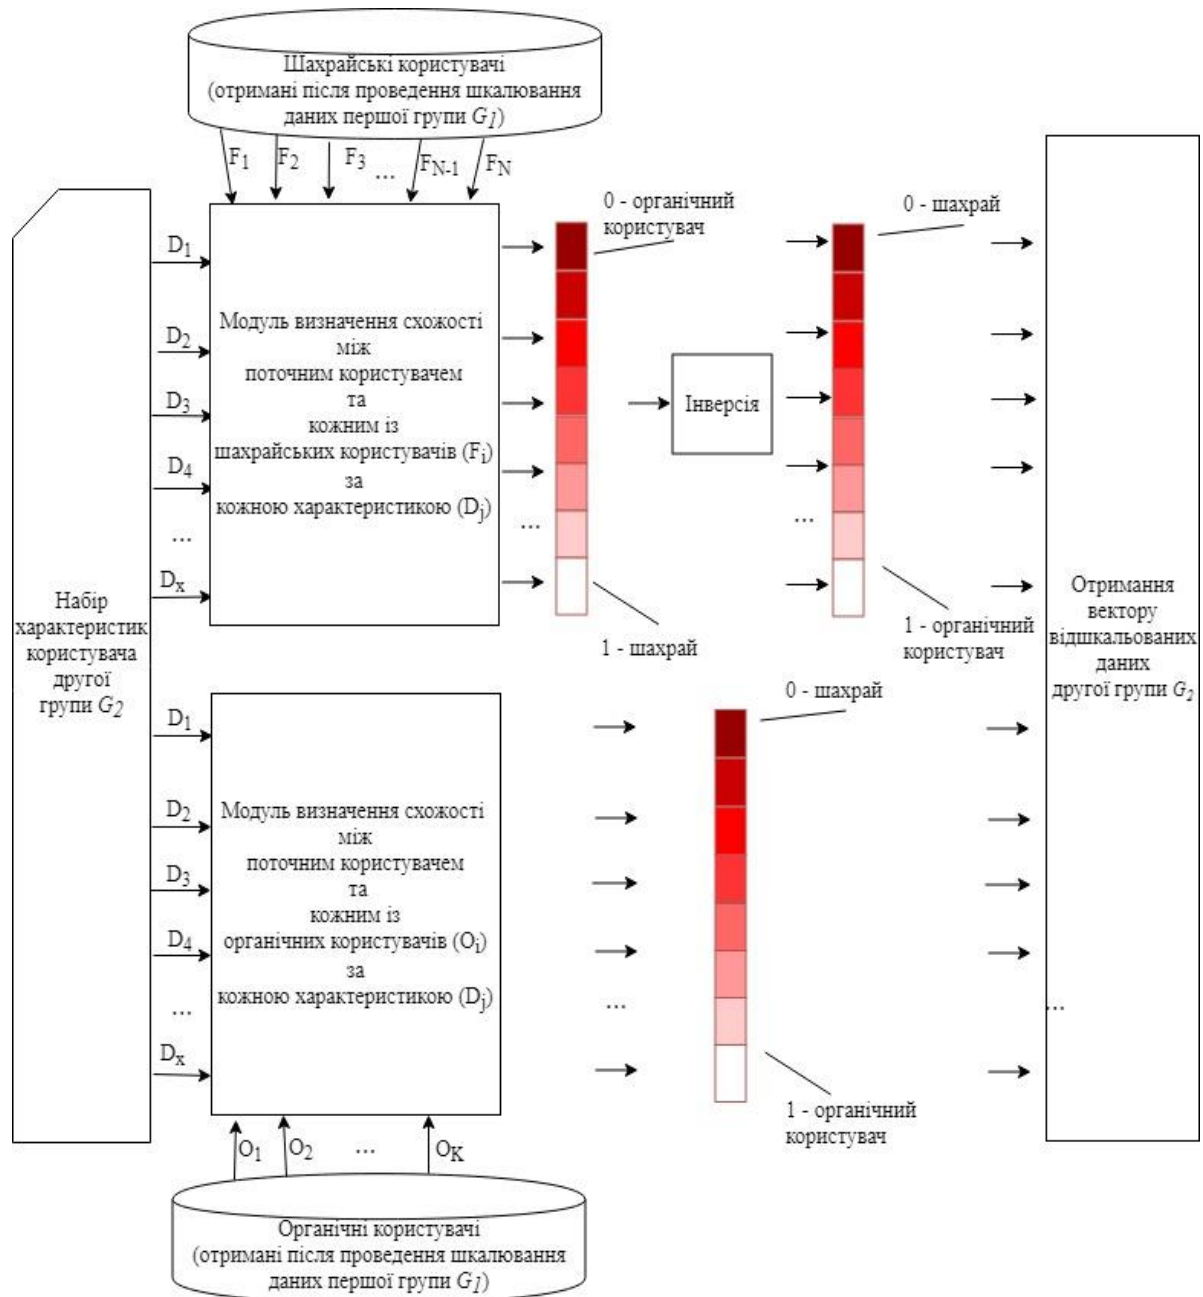 Шахрайські користувачі
(отримані після проведення шкалювання
даних першої групи G1)
F1
F2
F3
...
FN-1
FN
D1
D2
D3
D4
...
Dx
Набір
характеристик
користувача
другої
групи G2
Модуль визначення схожості
між
поточним користувачем
та
кожним із
шахрайських користувачів (Fi)
за
кожною характеристикою (Dj)
0 - органічний
користувач
...
1 - шахрай
Інверсія
0 - шахрай
...
1 - органічний
користувач
Отримання
вектору
відшкальованих
даних
другої групи G2
D1
D2
D3
D4
...
Dx
Модуль визначення схожості
між
поточним користувачем
та
кожним із
органічних користувачів (Oi)
за
кожною характеристикою (Dj)
0 - шахрай
...
...
1 - органічний
користувач
O1
O2
...
OK
Органічні користувачі
(отримані після проведення шкалювання
даних першої групи G1)